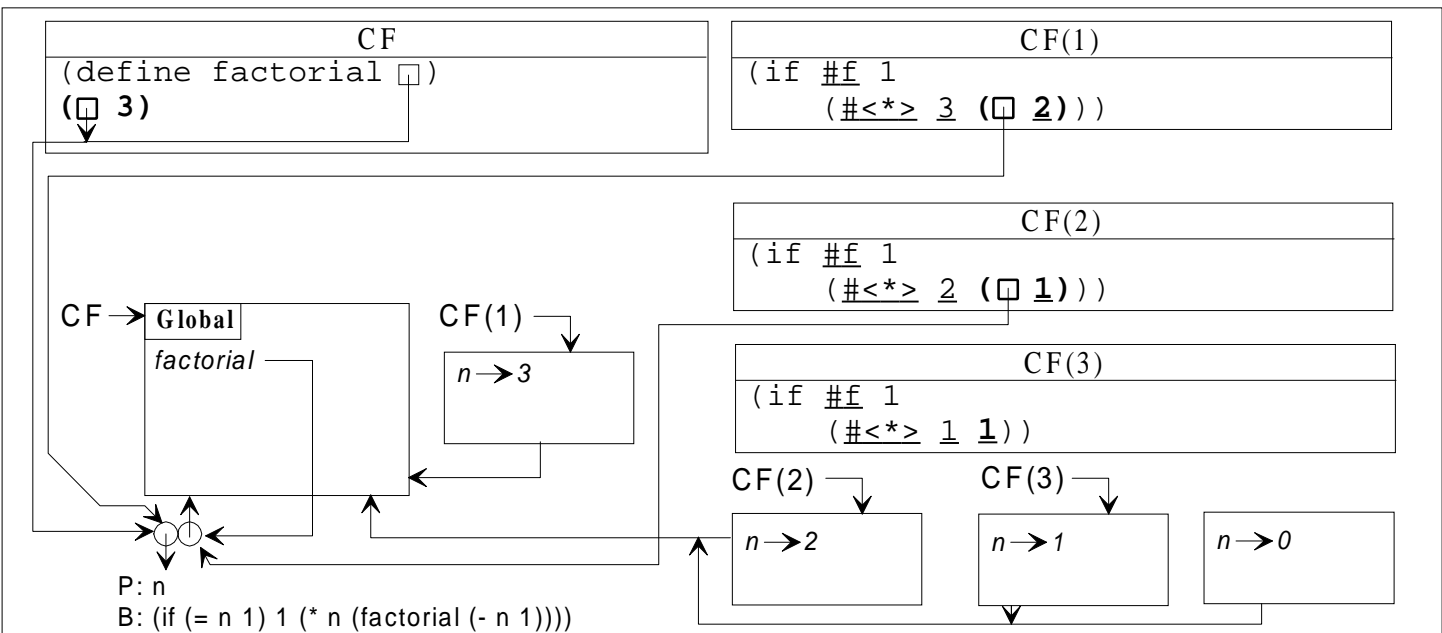 CF
(define factorial □)
(□ 3)
CF(1)
(if #f 1
(#<*> 3 (□ 2)))
CF(2)
(if #f 1
(#<*> 2 (□ 1)))
CF(3)
(if #f 1
(#<*> 1 1))
CF
Global
factorial
CF(1)
n→3
CF(2)
n→2
CF(3)
n→1
n→0
P: n
B: (if (= n 1) 1 (* n (factorial (- n 1))))